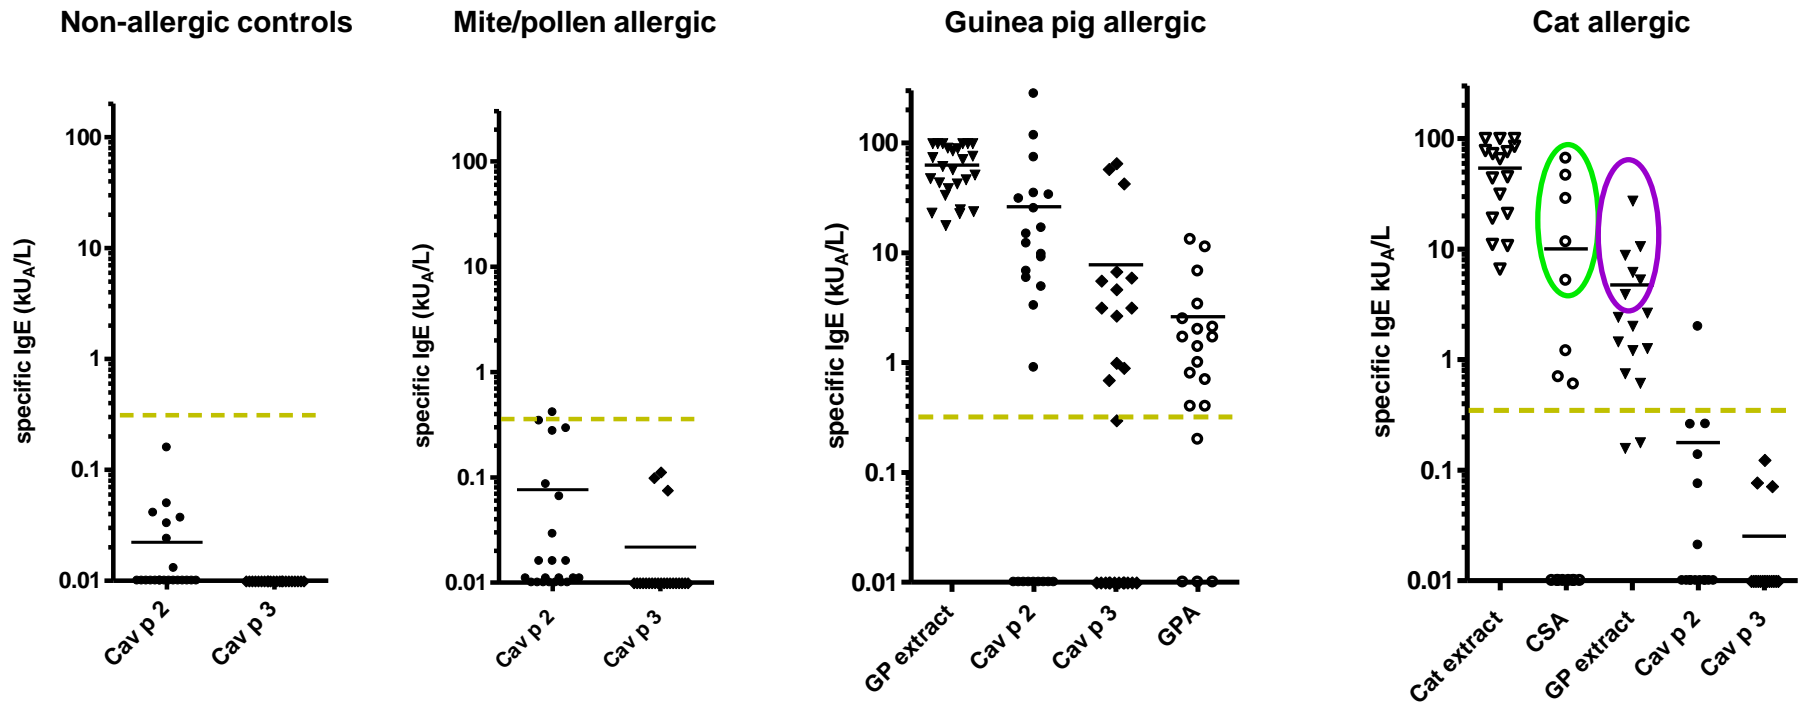 Non-allergic controls
specific IgE (kUA/L)
100
10
1
0.1
0.01
Cav p 2
Cav p 3
Mite/pollen allergic
specific IgE (kUA/L)
100
10
1
0.1
0.01
Cav p 2
Cav p 3
Guinea pig allergic
specific IgE (kUA/L)
100
10
1
0.1
0.01
GP extract
Cav p 2
Cav p 3
GPA
Cat allergic
specific IgE kUA/L
100
10
1
0.1
0.01
Cat extract
CSA
GP extract
Cav p 2
Cav p 3